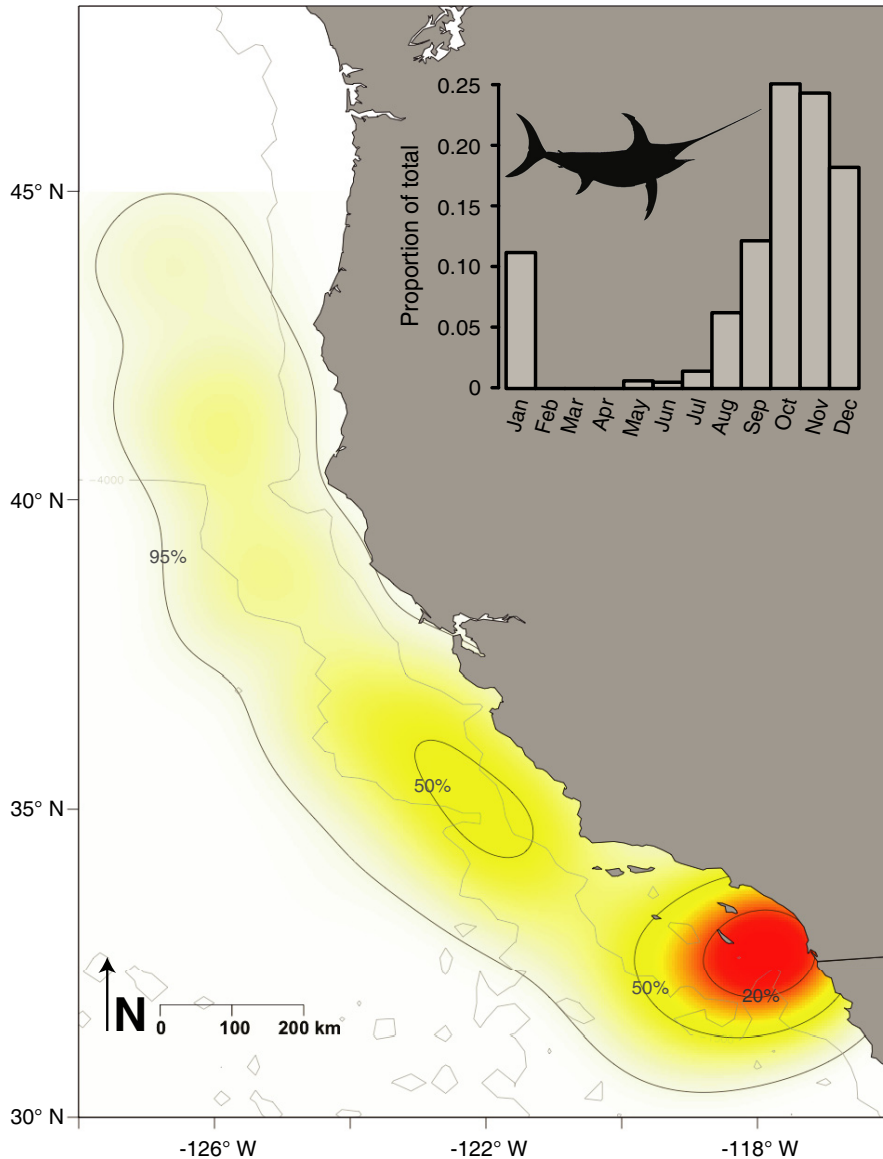 0.25
0.20
0.15
0.10
0.05
0
Proportion of total
Jan
Feb
Mar
Apr
May
Jun
Jul
Aug
Sep
Oct
Nov
Dec
45° N
40° N
35° N
30° N
−4000
95%
50%
50%
20%
N
0 100 200 km
-126° W
-122° W
-118° W